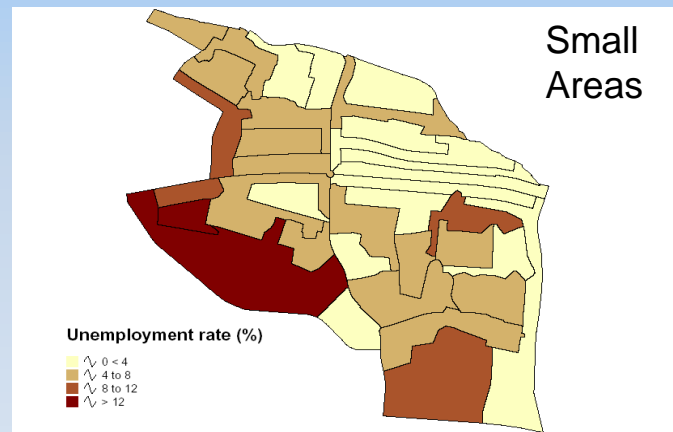 Small
Areas
Unemployment rate (%)
0 < 4
4 to 8
8 to 12
> 12